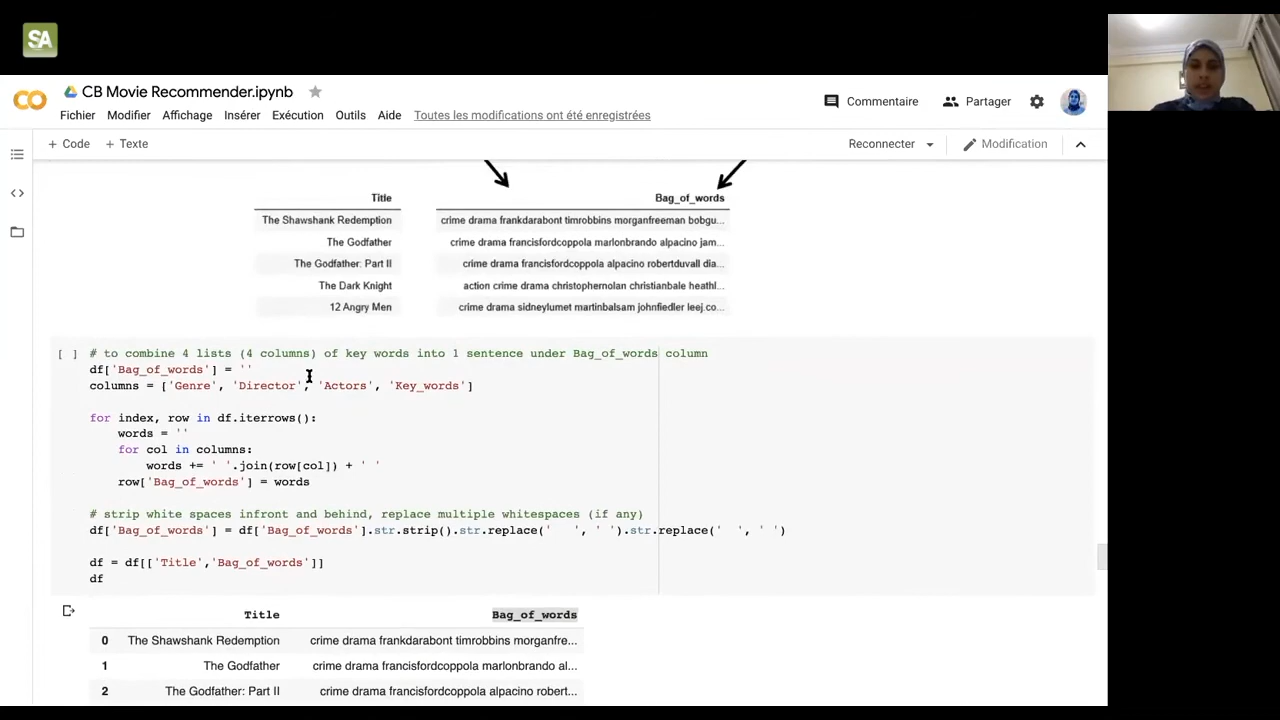 SA
CB Movie Recommender.ipynb
Commentaire
Partager
Fichier Modifier Affichage Insérer Exécution Outils Aide Toutes les modifications ont été enregistrées
+ Code + Texte
Reconnecter
Modification
Title Bag_of_words
The Shawshank Redemption crime drama frankdarabont timrobbins morganfreeman bobgu...
The Godfather crime drama francisfordcoppola marlonbrando alpacino jam...
The Godfather: Part II crime drama francisfordcoppola alpacino robertduvall dia...
The Dark Knight action crime drama christophernolan christianbale heathl...
12 Angry Men crime drama sidneylumet martinbalsam johnfiedler leej.co...
[ ] # to combine 4 lists (4 columns) of key words into 1 sentence under Bag_of_words column
df['Bag_of_words'] = ''
columns = ['Genre', 'Director', 'Actors', 'Key_words']
for index, row in df.iterrows():
words = ''
for col in columns:
words += ' '.join(row[col]) + ' '
row['Bag_of_words'] = words
# strip white spaces infront and behind, replace multiple whitespaces (if any)
df['Bag_of_words'] = df['Bag_of_words'].str.strip().str.replace('   ', ' ').str.replace('  ', ' ')
df = df[['Title','Bag_of_words']]
df
Title Bag_of_words
0 The Shawshank Redemption crime drama frankdarabont timrobbins morganfre...
1 The Godfather crime drama francisfordcoppola marlonbrando al...
2 The Godfather: Part II crime drama francisfordcoppola alpacino robert...